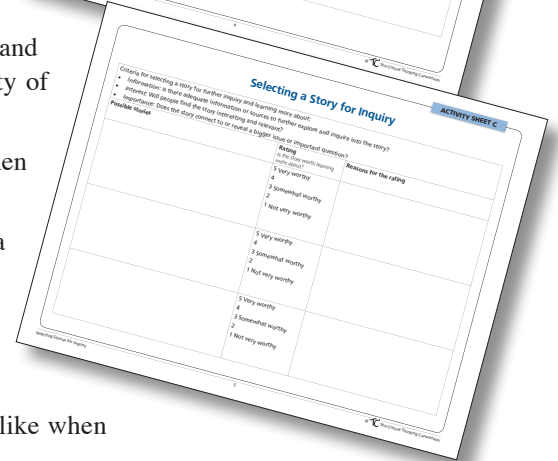 4
The Critical Thinking Consortium
and
ty of
en
a
like when
ACTIVITY SHEET C
Selecting a Story for Inquiry
Criteria for selecting a story for further inquiry and learning more about:
• Information: Is there adequate information or sources to further explore and inquire into the story?
• Interest: Will people find the story interesting and relevant?
• Importance: Does the story connect to or reveal a bigger issue or important question?
Possible stories
Rating
Is the story worth learning
more about?
Reasons for the rating
5 Very worthy
4
3 Somewhat worthy
2
1 Not very worthy
5 Very worthy
4
3 Somewhat worthy
2
1 Not very worthy
5 Very worthy
4
3 Somewhat worthy
2
1 Not very worthy
5
The Critical Thinking Consortium